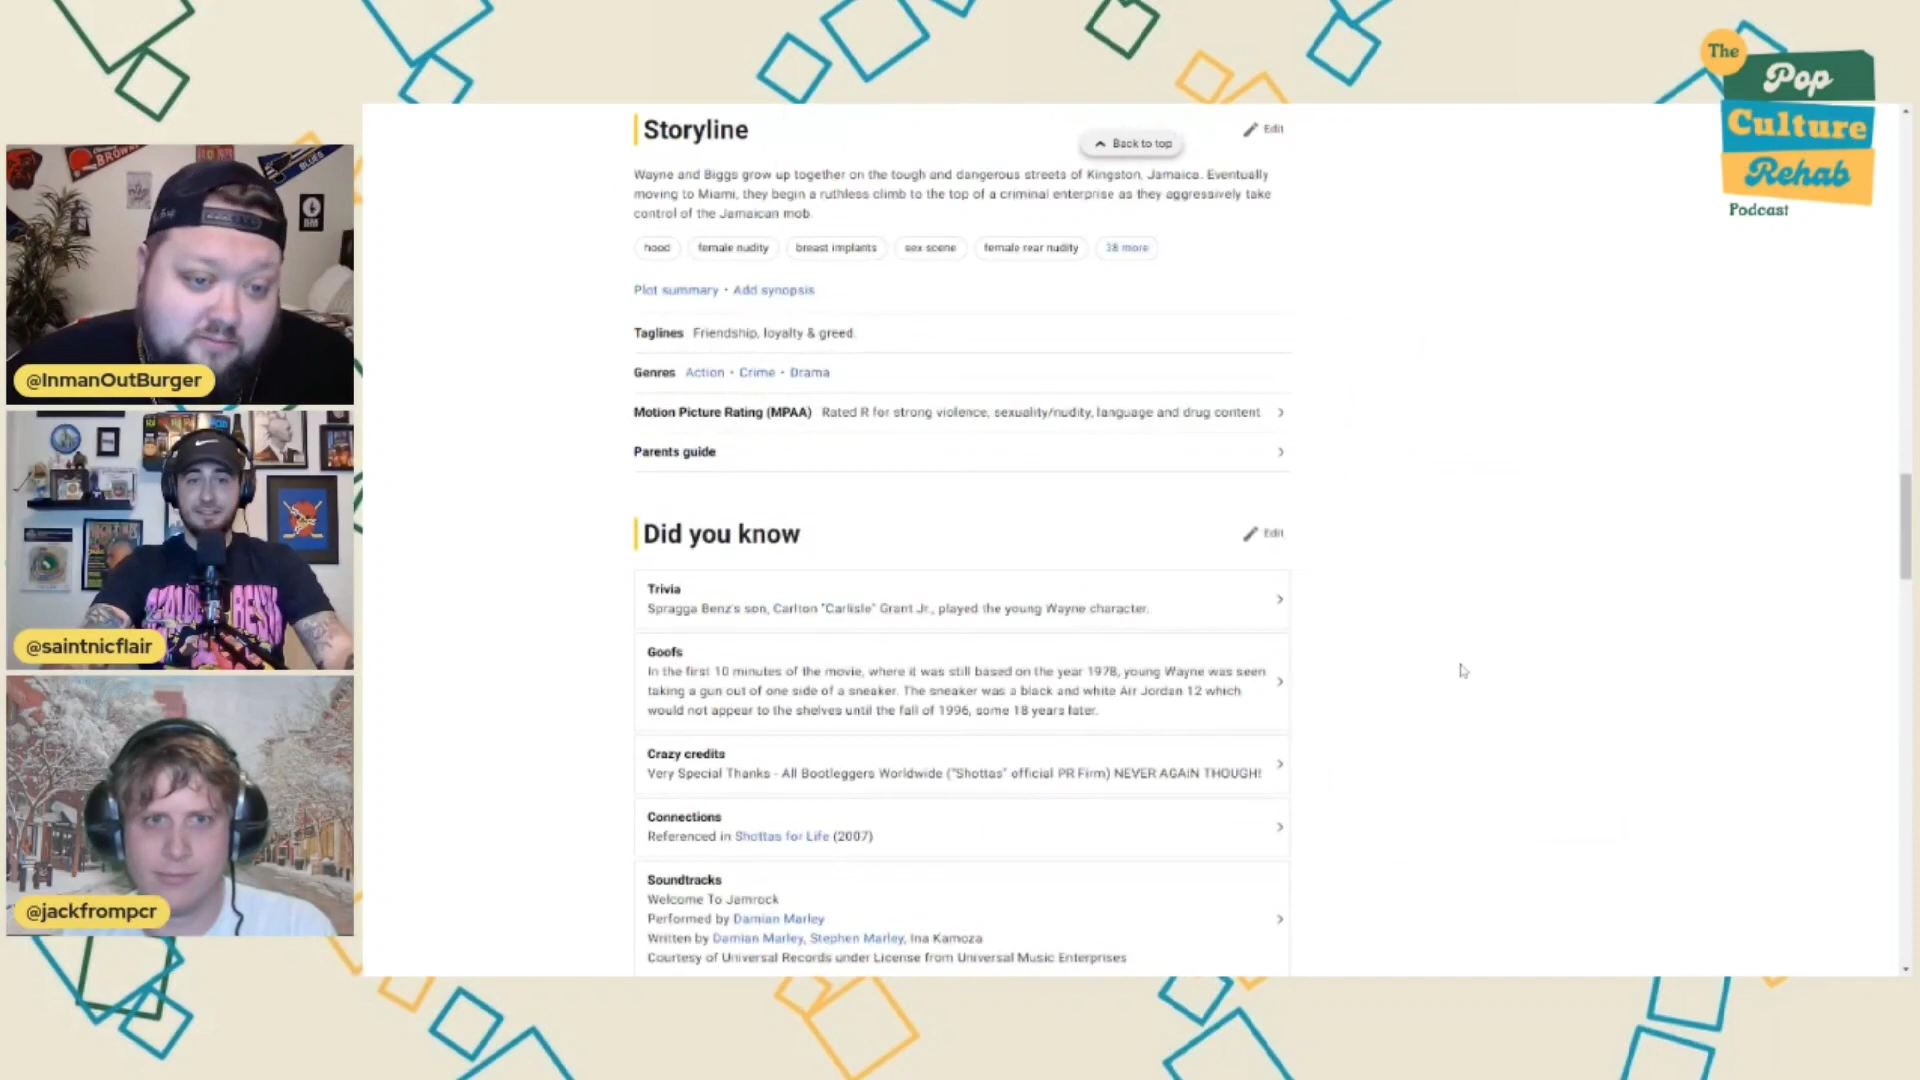 The
Pop
Culture
Rehab
Podcast
BROWN
BLUES
@InmanOutBurger
@saintnicflair
@jackfrompcr
Storyline
Back to top
Edit
Wayne and Biggs grow up together on the tough and dangerous streets of Kingston, Jamaica. Eventually
moving to Miami, they begin a ruthless climb to the top of a criminal enterprise as they aggressively take
control of the Jamaican mob.
hood female nudity breast implants sex scene female rear nudity 38 more
Plot summary · Add synopsis
Taglines Friendship, loyalty & greed.
Genres Action · Crime · Drama
Motion Picture Rating (MPAA) Rated R for strong violence, sexuality/nudity, language and drug content
Parents guide
Did you know
Edit
Trivia
Spragga Benz's son, Carlton "Carlisle" Grant Jr., played the young Wayne character.
Goofs
In the first 10 minutes of the movie, where it was still based on the year 1978, young Wayne was seen
taking a gun out of one side of a sneaker. The sneaker was a black and white Air Jordan 12 which
would not appear to the shelves until the fall of 1996, some 18 years later.
Crazy credits
Very Special Thanks - All Bootleggers Worldwide ("Shottas" official PR Firm) NEVER AGAIN THOUGH!
Connections
Referenced in Shottas for Life (2007)
Soundtracks
Welcome To Jamrock
Performed by Damian Marley
Written by Damian Marley, Stephen Marley, Ina Kamoza
Courtesy of Universal Records under License from Universal Music Enterprises